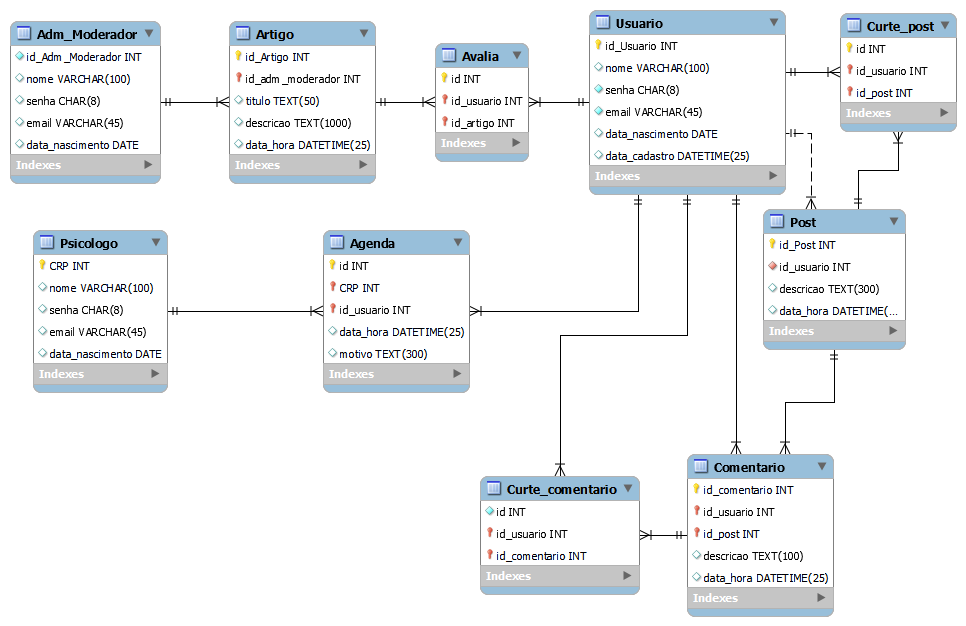 Adm_Moderador
id_Adm_Moderador INT
nome VARCHAR(100)
senha CHAR(8)
email VARCHAR(45)
data_nascimento DATE
Indexes
Artigo
id_Artigo INT
id_adm_moderador INT
titulo TEXT(50)
descricao TEXT(1000)
data_hora DATETIME(25)
Indexes
Avalia
id INT
id_usuario INT
id_artigo INT
Indexes
Usuario
id_Usuario INT
nome VARCHAR(100)
senha CHAR(8)
email VARCHAR(45)
data_nascimento DATE
data_cadastro DATETIME(25)
Indexes
Curte_post
id INT
id_usuario INT
id_post INT
Indexes
Psicologo
CRP INT
nome VARCHAR(100)
senha CHAR(8)
email VARCHAR(45)
data_nascimento DATE
Indexes
Agenda
id INT
CRP INT
id_usuario INT
data_hora DATETIME(25)
motivo TEXT(300)
Indexes
Post
id_Post INT
id_usuario INT
descricao TEXT(300)
data_hora DATETIME(...
Indexes
Curte_comentario
id INT
id_usuario INT
id_comentario INT
Indexes
Comentario
id_comentario INT
id_usuario INT
id_post INT
descricao TEXT(100)
data_hora DATETIME(25)
Indexes